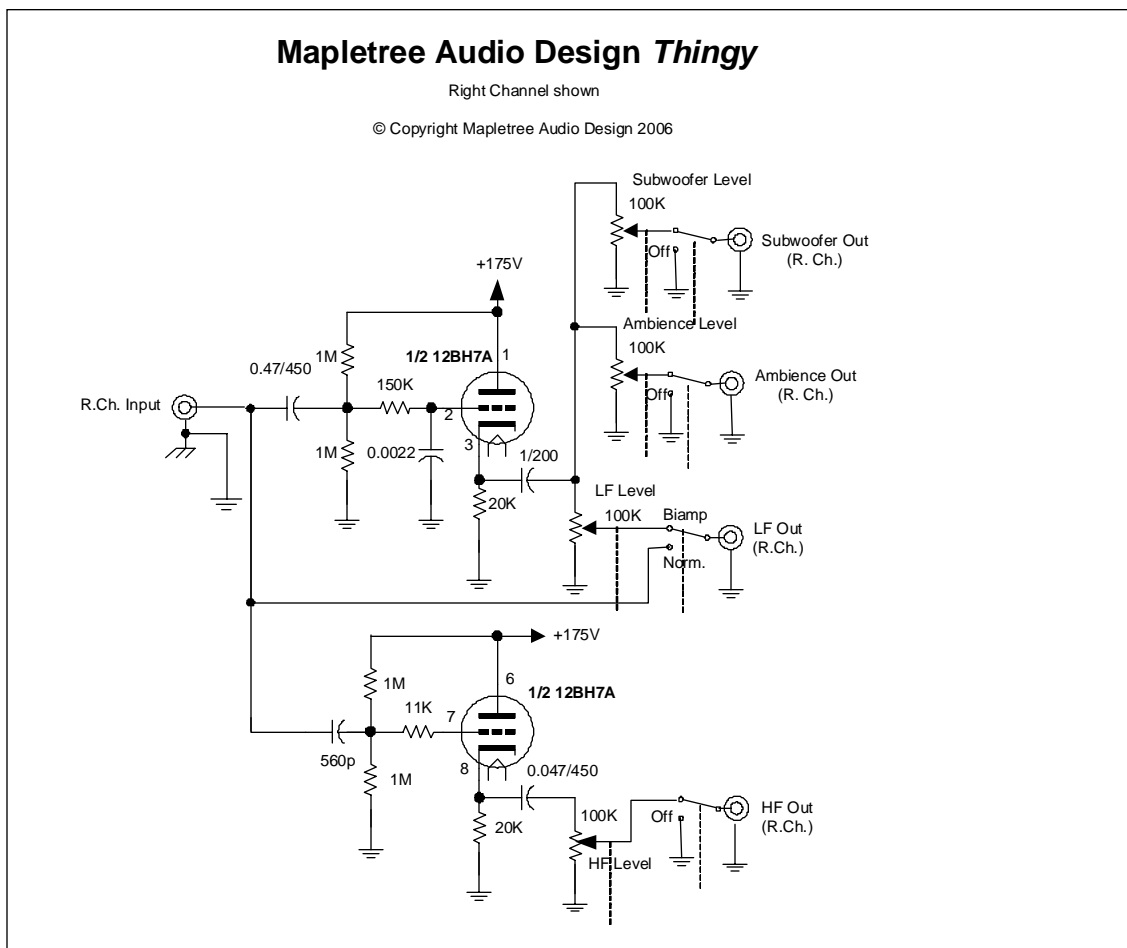 Mapletree Audio Design Thingy
Right Channel shown
© Copyright Mapletree Audio Design 2006
Subwoofer Level
100K
Off
Subwoofer Out
(R. Ch.)
+175V
Ambience Level
1/2 12BH7A
1
100K
0.47/450
1M
150K
Ambience Out
(R. Ch.)
Off
R.Ch. Input
2
3
1M
0.0022
1/200
20K
LF Level
100K
Biamp
LF Out
(R.Ch.)
Norm.
+175V
6
1M
1/2 12BH7A
11K
7
560p
8
1M
0.047/450
20K
100K
Off
HF Out
(R.Ch.)
HF Level